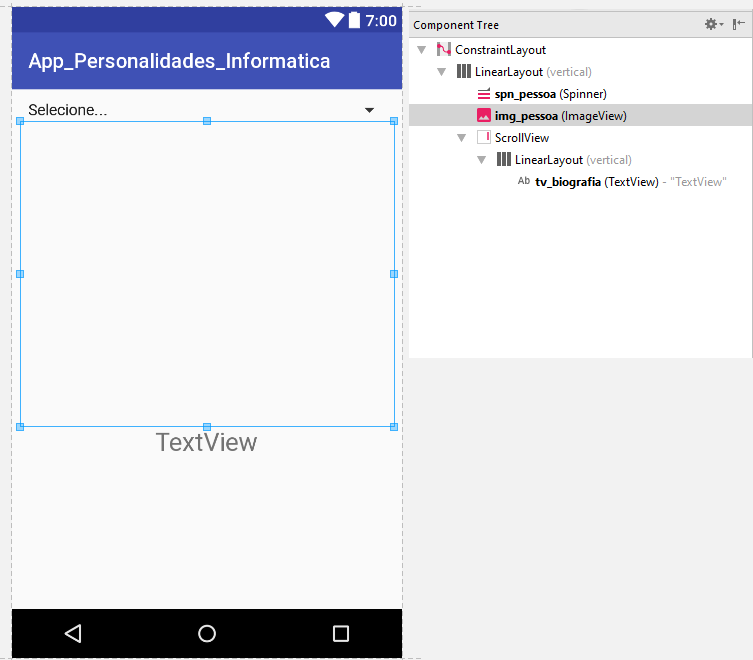 7:00
App_Personalidades_Informatica
Selecione...
TextView
Component Tree
ConstraintLayout
LinearLayout (vertical)
spn_pessoa (Spinner)
img_pessoa (ImageView)
ScrollView
LinearLayout (vertical)
Ab tv_biografia (TextView) - "TextView"